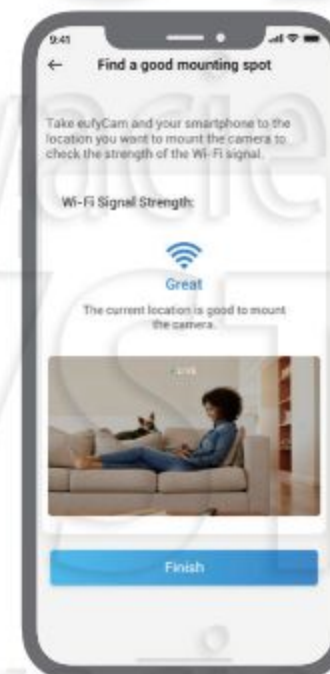 9:41
← Find a good mounting spot
Take eufyCam and your smartphone to the
location you want to mount the camera to
check the strength of the Wi-Fi signal.
Wi-Fi Signal Strength:
Great
The current location is good to mount
the camera.
Finish